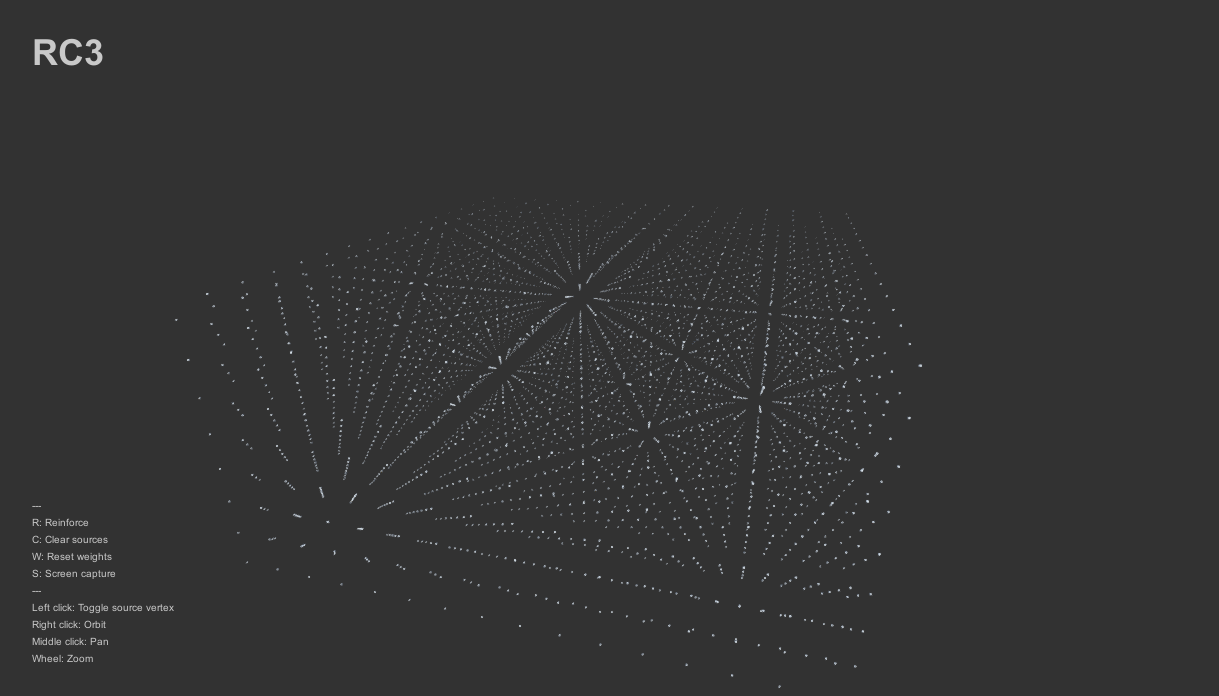 RC3
---
R: Reinforce
C: Clear sources
W: Reset weights
S: Screen capture
---
Left click: Toggle source vertex
Right click: Orbit
Middle click: Pan
Wheel: Zoom